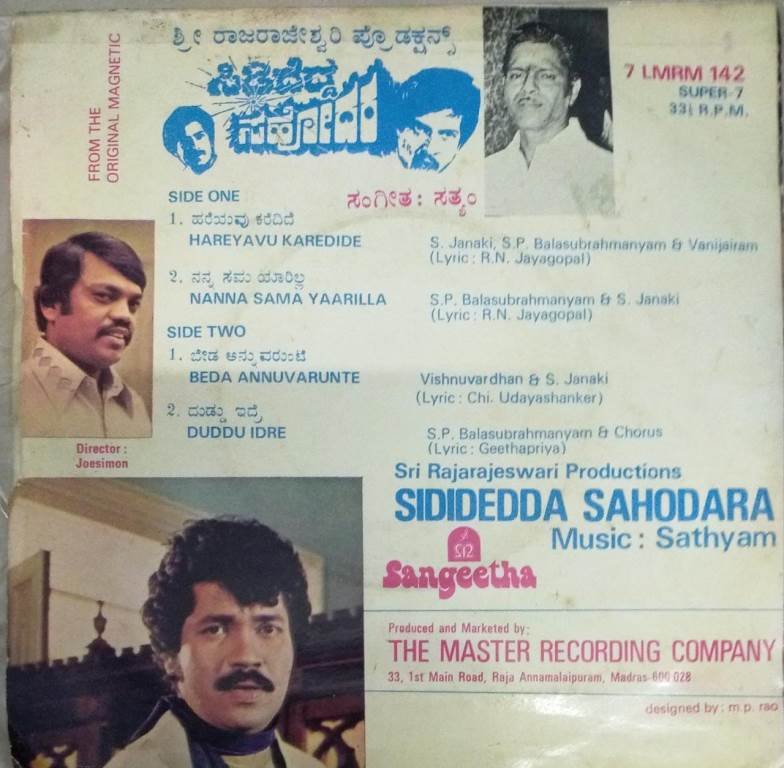 ಶ್ರೀ ರಾಜರಾಜೇಶ್ವರಿ ಪ್ರೊಡಕ್ಷನ್ಸ್
ಸಿಡಿದೆದ್ದ
ಸಹೋದರ
FROM THE
ORIGINAL MAGNETIC
7 LMRM 142
SUPER-7
33⅓ R.P.M.
ಸಂಗೀತ: ಸತ್ಯಂ
SIDE ONE
1. ಹರೆಯವು ಕರೆದಿದೆ
HAREYAVU KAREDIDE
S. Janaki, S.P. Balasubrahmanyam & Vanijairam
(Lyric : R.N. Jayagopal)
2. ನನ್ನ ಸಮ ಯಾರಿಲ್ಲ
NANNA SAMA YAARILLA
S.P. Balasubrahmanyam & S. Janaki
(Lyric : R.N. Jayagopal)
SIDE TWO
1. ಬೇಡ ಅನ್ನುವರುಂಟೆ
BEDA ANNUVARUNTE
Vishnuvardhan & S. Janaki
(Lyric : Chi. Udayashanker)
2. ದುಡ್ಡು ಇದ್ರೆ
DUDDU IDRE
S.P. Balasubrahmanyam & Chorus
(Lyric : Geethapriya)
Director :
Joesimon
Sri Rajarajeswari Productions
SIDIDEDDA SAHODARA
Music : Sathyam
Sangeetha
Produced and Marketed by:
THE MASTER RECORDING COMPANY
33, 1st Main Road, Raja Annamalaipuram, Madras-600 028
designed by : m.p. rao